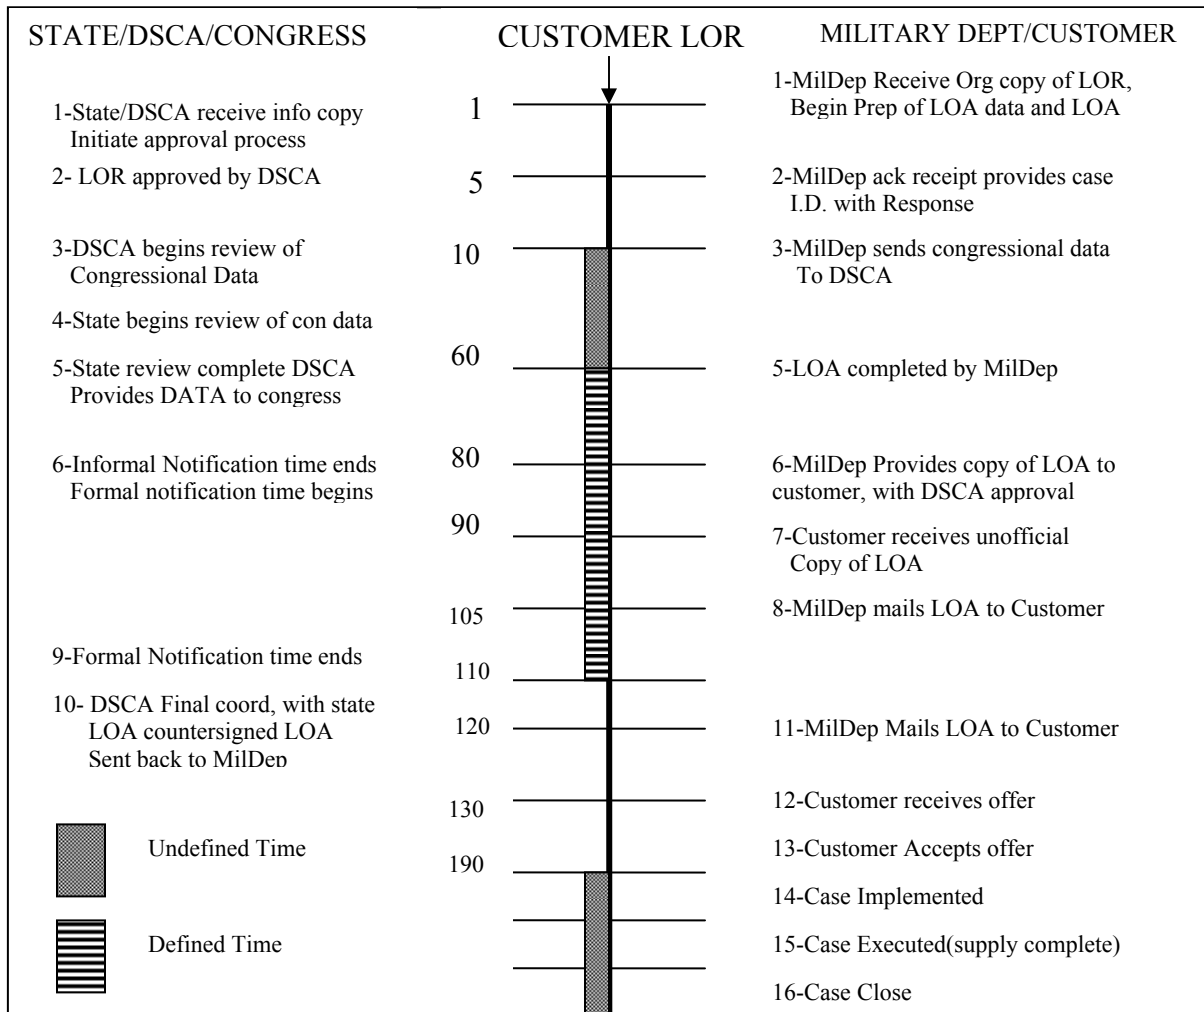 STATE/DSCA/CONGRESS
1-State/DSCA receive info copy
Initiate approval process
2- LOR approved by DSCA
3-DSCA begins review of
Congressional Data
4-State begins review of con data
5-State review complete DSCA
Provides DATA to congress
6-Informal Notification time ends
Formal notification time begins
9-Formal Notification time ends
10- DSCA Final coord, with state
LOA countersigned LOA
Sent back to MilDep
Undefined Time
Defined Time
CUSTOMER LOR
1
5
10
60
80
90
105
110
120
130
190
MILITARY DEPT/CUSTOMER
1-MilDep Receive Org copy of LOR,
Begin Prep of LOA data and LOA
2-MilDep ack receipt provides case
I.D. with Response
3-MilDep sends congressional data
To DSCA
5-LOA completed by MilDep
6-MilDep Provides copy of LOA to
customer, with DSCA approval
7-Customer receives unofficial
Copy of LOA
8-MilDep mails LOA to Customer
11-MilDep Mails LOA to Customer
12-Customer receives offer
13-Customer Accepts offer
14-Case Implemented
15-Case Executed(supply complete)
16-Case Close